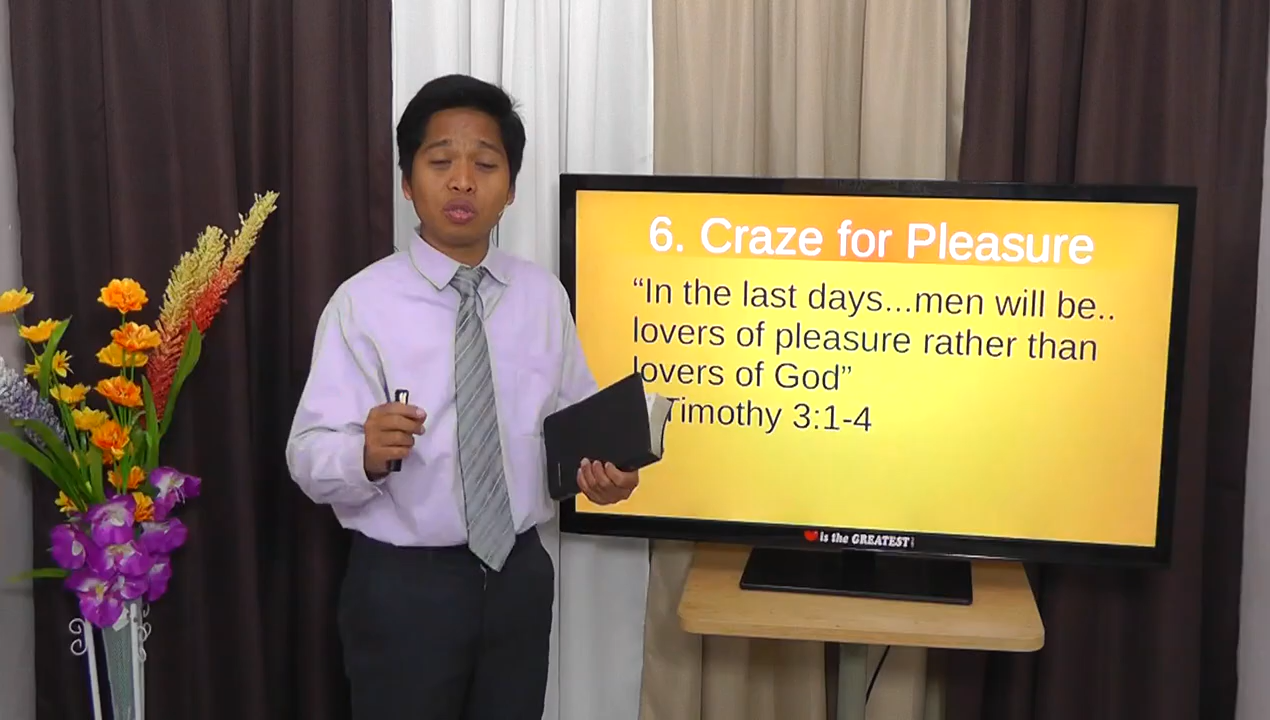 6. Craze for Pleasure
“In the last days...men will be..
lovers of pleasure rather than
lovers of God”
Timothy 3:1-4
is the GREATEST!